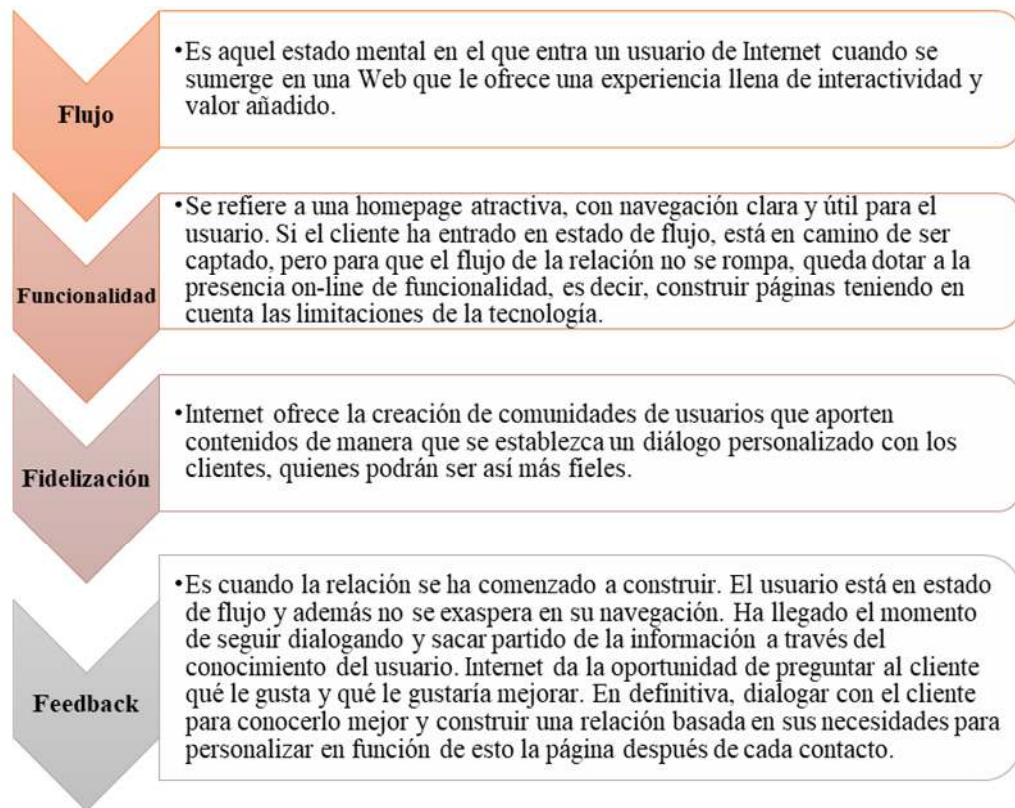 Flujo
•Es aquel estado mental en el que entra un usuario de Internet cuando se
sumerge en una Web que le ofrece una experiencia llena de interactividad y
valor añadido.
Funcionalidad
•Se refiere a una homepage atractiva, con navegación clara y útil para el
usuario. Si el cliente ha entrado en estado de flujo, está en camino de ser
captado, pero para que el flujo de la relación no se rompa, queda dotar a la
presencia on-line de funcionalidad, es decir, construir páginas teniendo en
cuenta las limitaciones de la tecnología.
Fidelización
•Internet ofrece la creación de comunidades de usuarios que aporten
contenidos de manera que se establezca un diálogo personalizado con los
clientes, quienes podrán ser así más fieles.
Feedback
•Es cuando la relación se ha comenzado a construir. El usuario está en estado
de flujo y además no se exaspera en su navegación. Ha llegado el momento
de seguir dialogando y sacar partido de la información a través del
conocimiento del usuario. Internet da la oportunidad de preguntar al cliente
qué le gusta y qué le gustaría mejorar. En definitiva, dialogar con el cliente
para conocerlo mejor y construir una relación basada en sus necesidades para
personalizar en función de esto la página después de cada contacto.